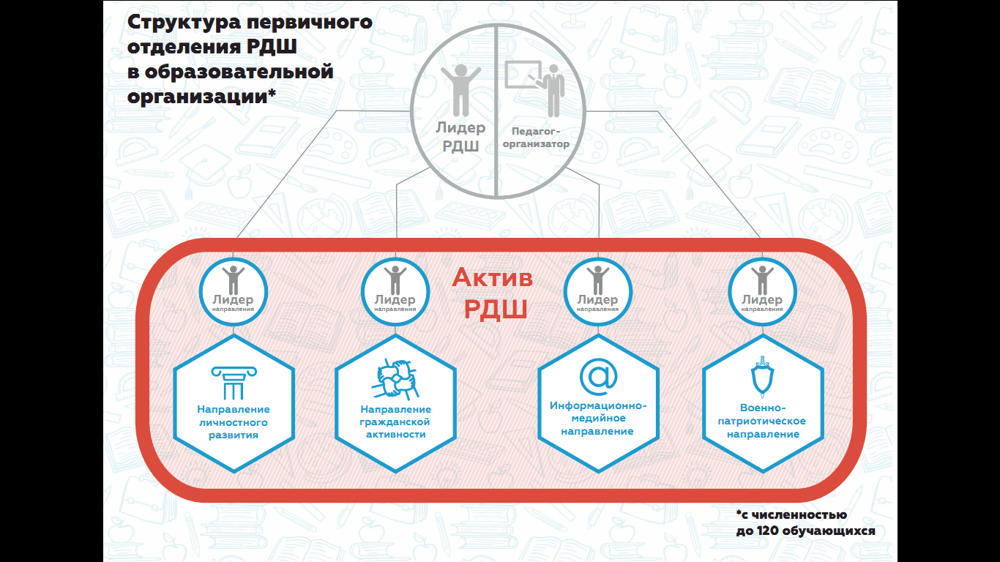 Структура первичного
отделения РДШ
в образовательной
организации*
Лидер
РДШ
Педагог-
организатор
Актив
РДШ
Лидер
направления
Лидер
направления
Лидер
направления
Лидер
направления
Направление
личностного
развития
Направление
гражданской
активности
Информационно-
медийное
направление
Военно-
патриотическое
направление
*с численностью
до 120 обучающихся